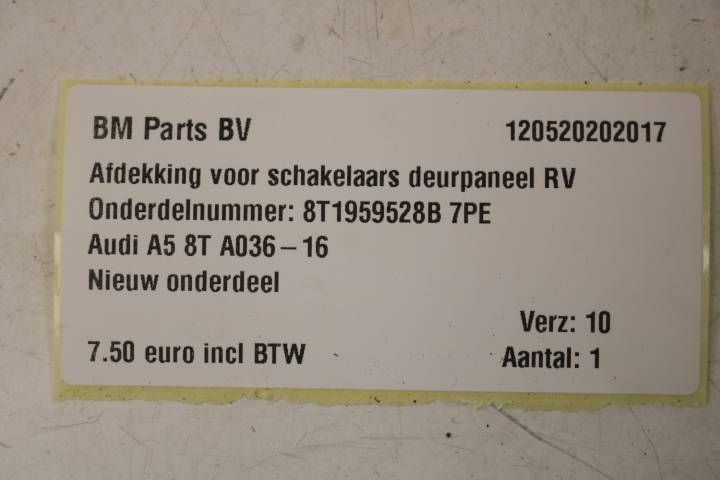 BM Parts BV 120520202017
Afdekking voor schakelaars deurpaneel RV
Onderdelnummer: 8T1959528B 7PE
Audi A5 8T A036-16
Nieuw onderdeel
Verz: 10
7.50 euro incl BTW Aantal: 1